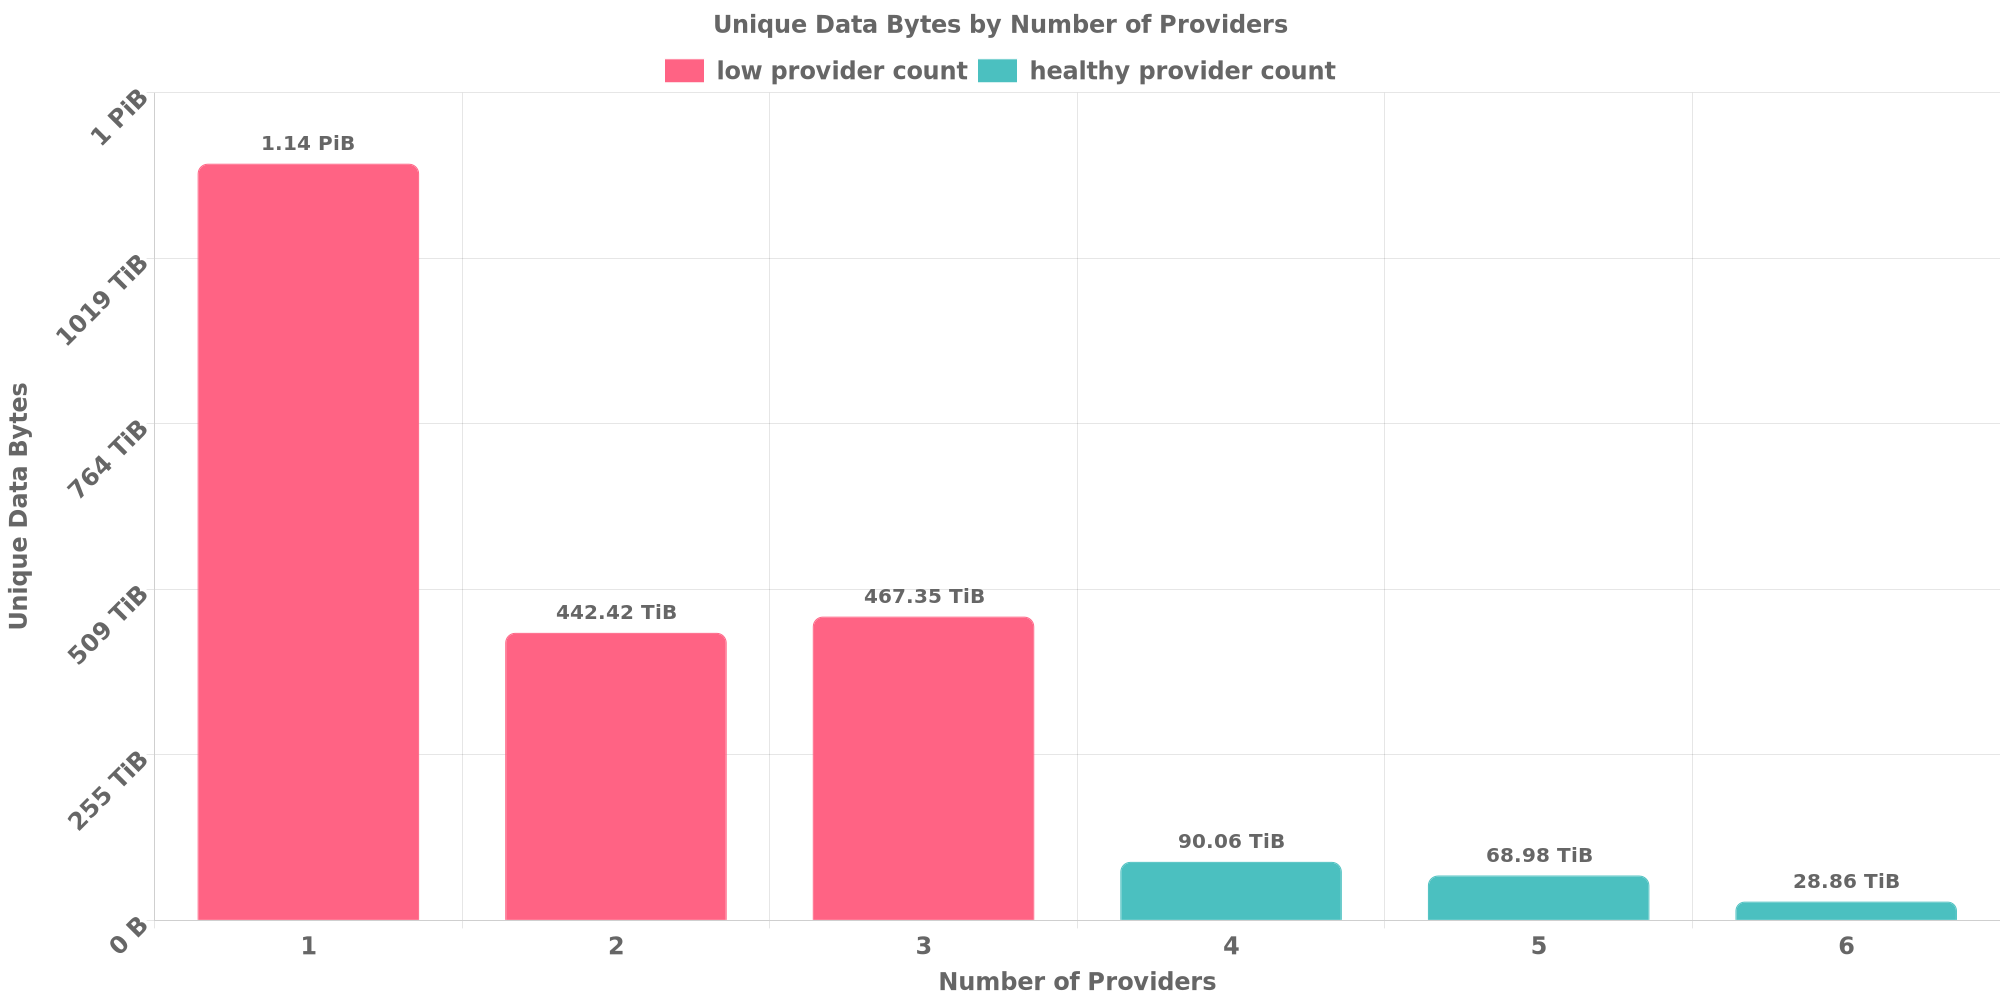 Unique Data Bytes by Number of Providers
low provider count healthy provider count
1 PiB
1019 TiB
764 TiB
509 TiB
255 TiB
0 B
Unique Data Bytes
1.14 PiB
442.42 TiB
467.35 TiB
90.06 TiB
68.98 TiB
28.86 TiB
1 2 3 4 5 6
Number of Providers